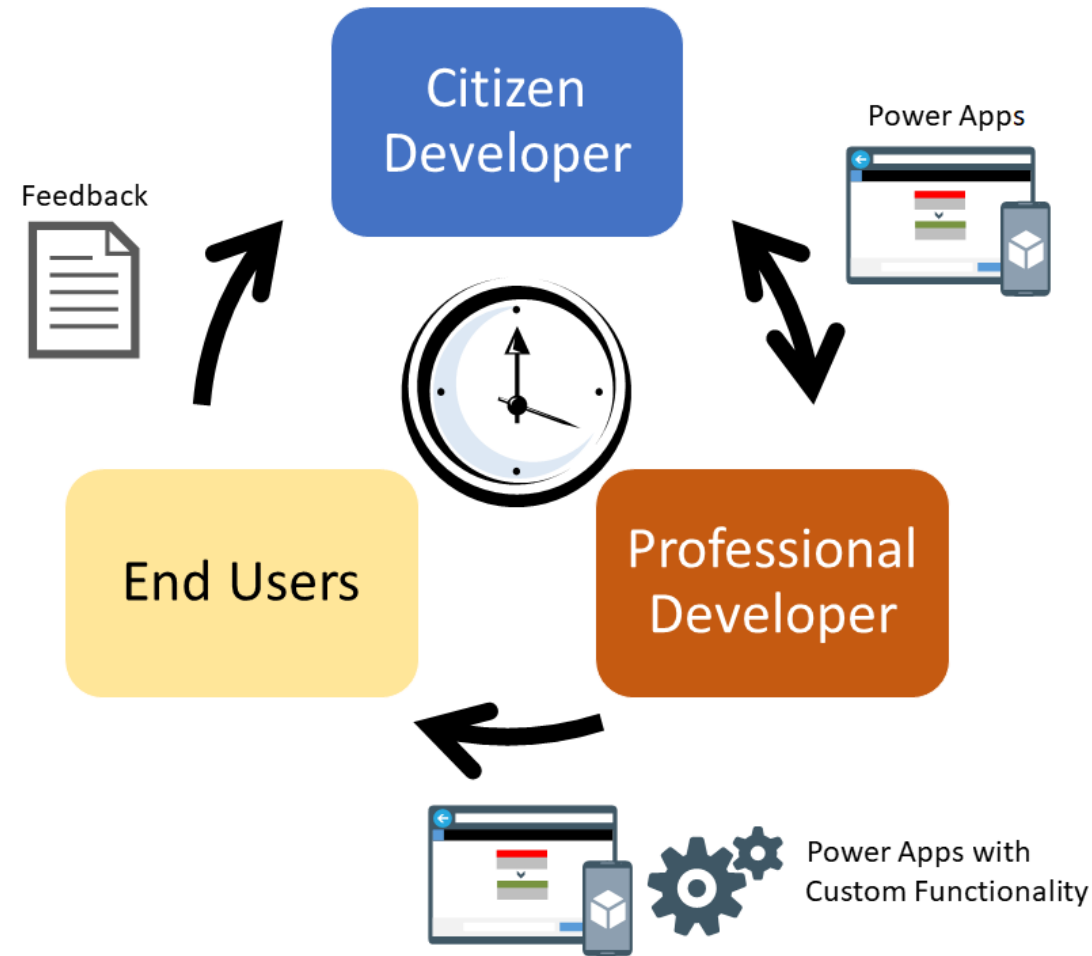 Citizen
Developer
Power Apps
Feedback
End Users
Professional
Developer
Power Apps with
Custom Functionality